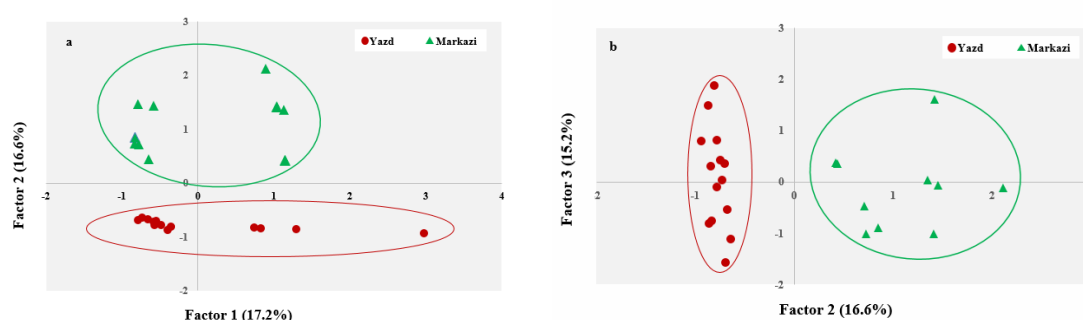 a
Yazd Markazi
3
2
1
0
-1
-2
-2 -1 0 1 2 3 4
Factor 2 (16.6%)
Factor 1 (17.2%)
b
Yazd Markazi
3
2
1
0
-1
-2
-2 -1 0 1 2
Factor 3 (15.2%)
Factor 2 (16.6%)